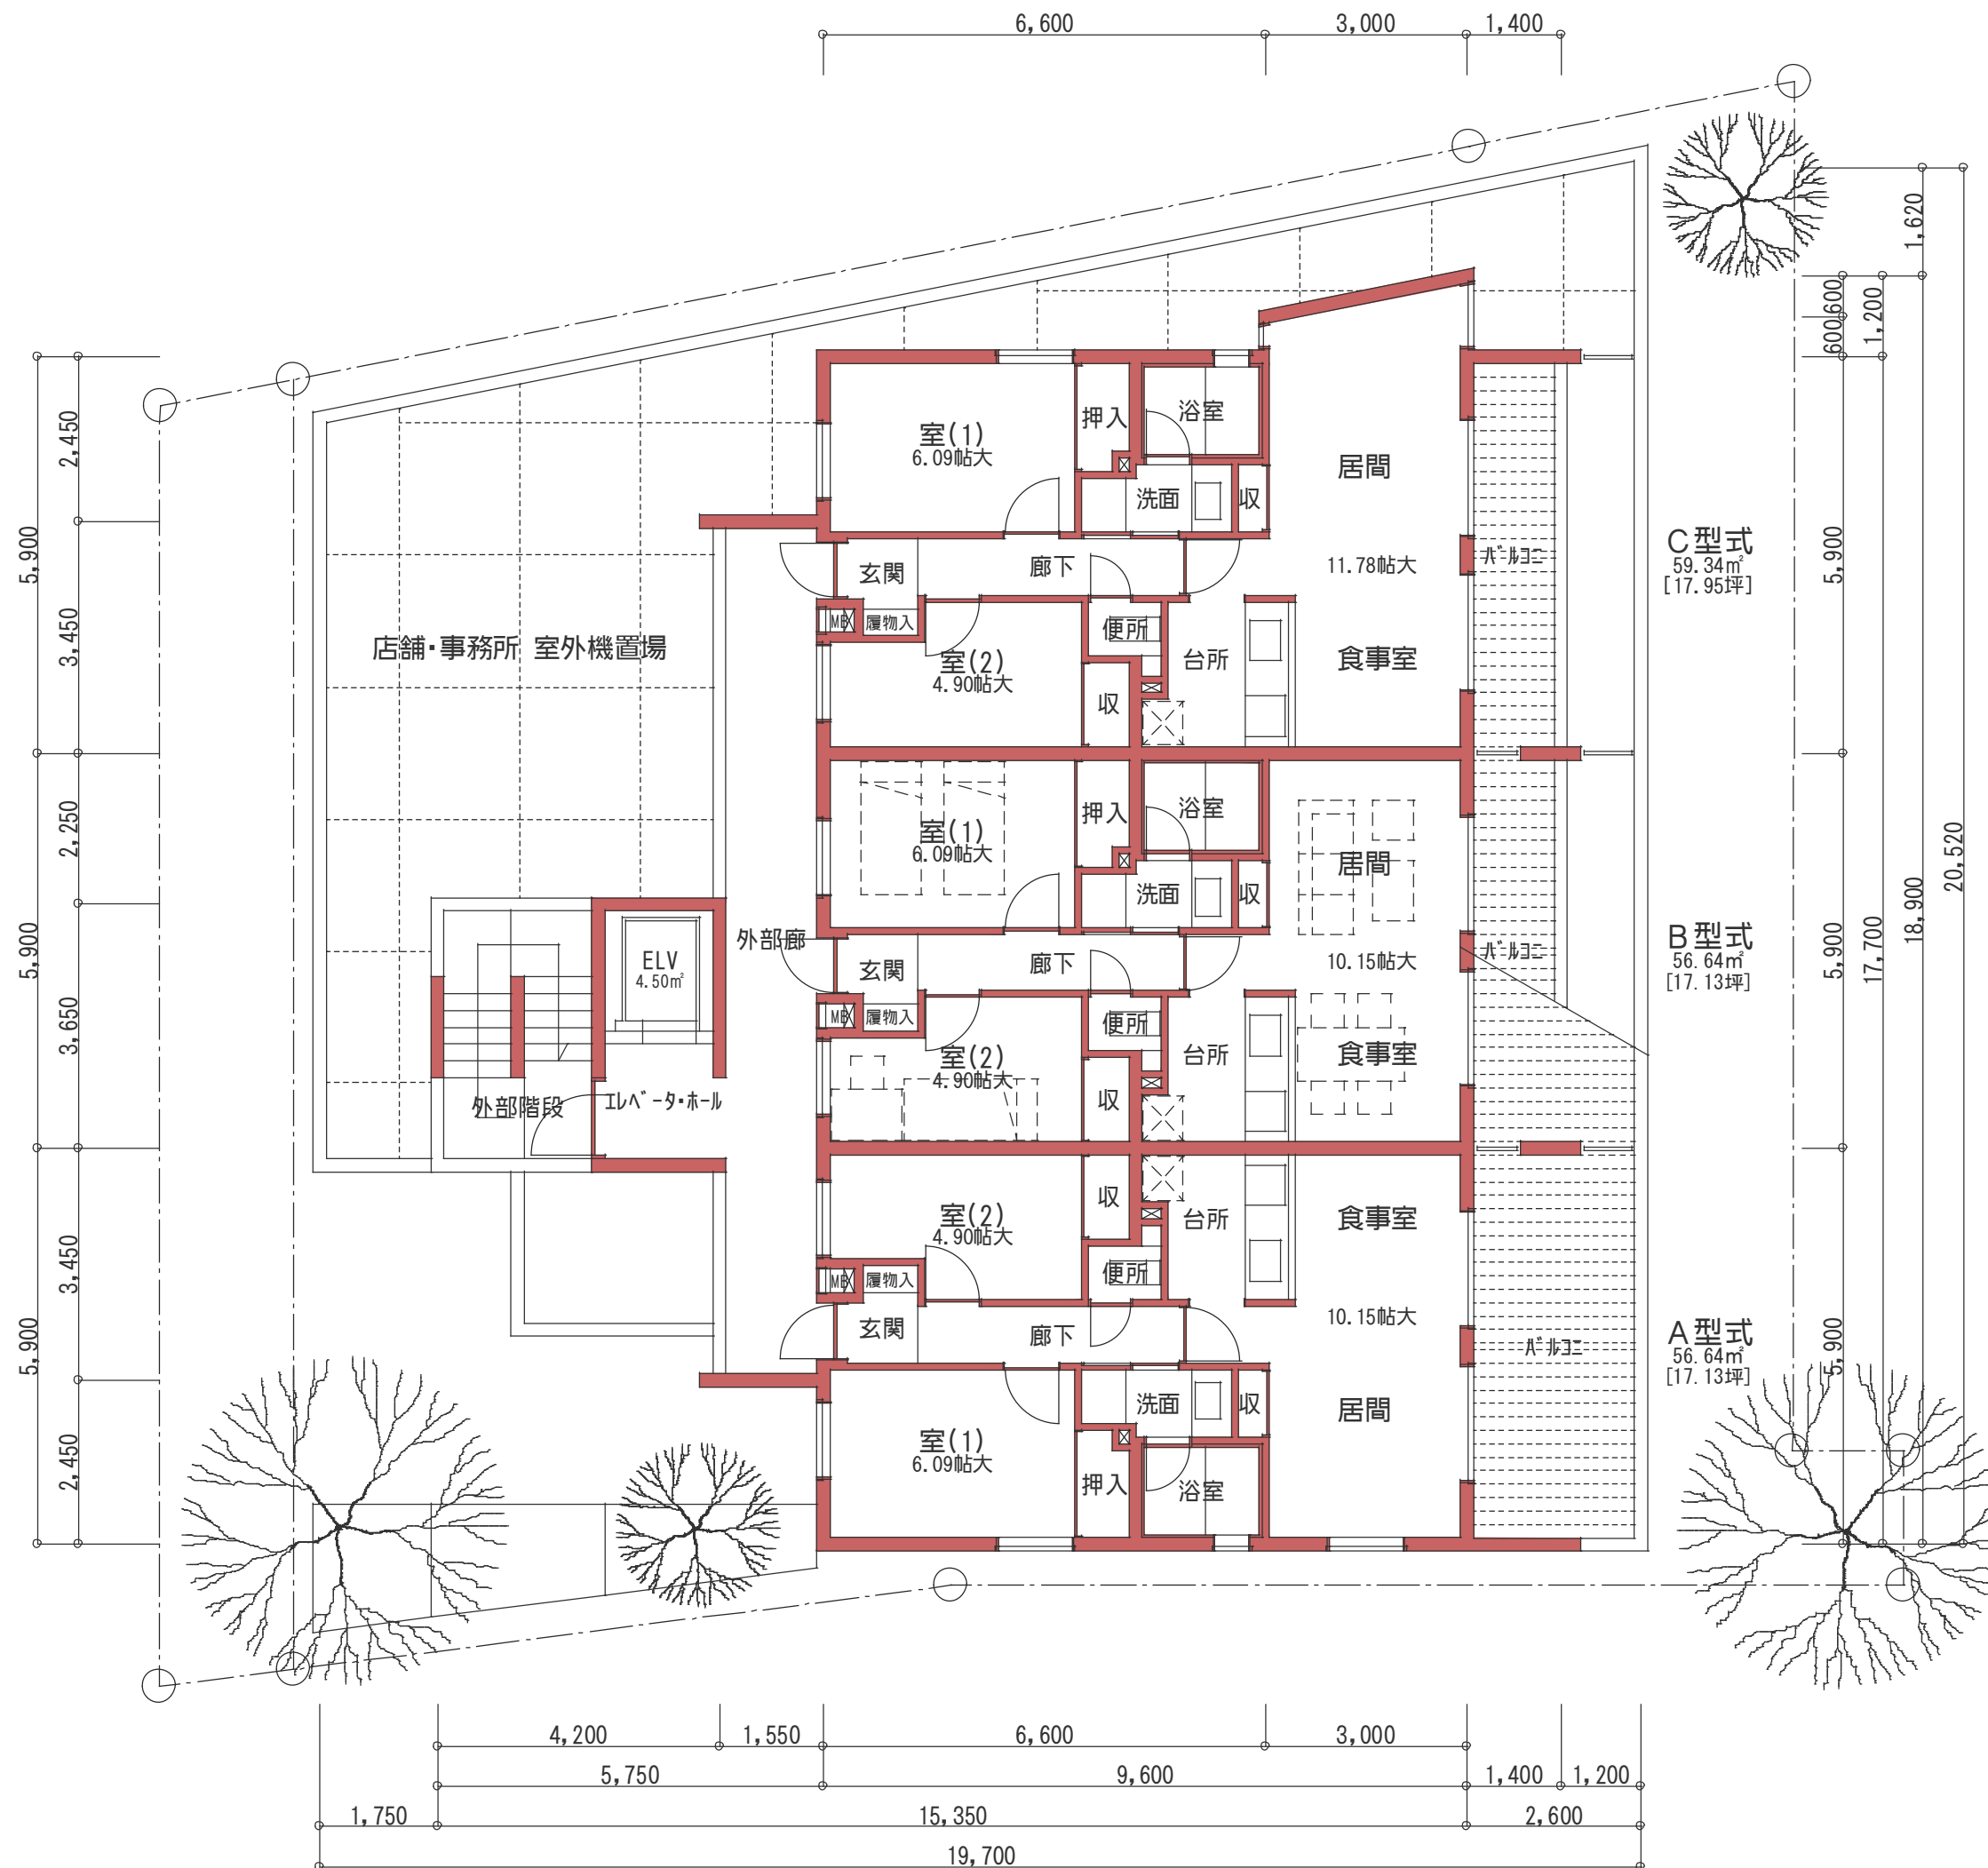 6,600
3,000
1,400
1,620
600
600
1,200
2,450
5,900
3,450
2,250
5,900
3,650
3,450
5,900
2,450
室(1)
6.09帖大
押入
浴室
洗面
収
居間
11.78帖大
バルコニー
C型式
59.34㎡
[17.95坪]
5,900
玄関
廊下
MB
履物入
便所
台所
食事室
室(2)
4.90帖大
収
店舗・事務所 室外機置場
室(1)
6.09帖大
押入
浴室
洗面
収
居間
10.15帖大
バルコニー
B型式
56.64㎡
[17.13坪]
5,900
17,700
18,900
20,520
外部廊
ELV
4.50㎡
玄関
廊下
MB
履物入
便所
台所
食事室
室(2)
4.90帖大
収
外部階段
エレベータ・ホール
室(2)
4.90帖大
収
台所
食事室
便所
MB
履物入
玄関
廊下
10.15帖大
バルコニー
A型式
56.64㎡
[17.13坪]
5,900
洗面
収
居間
室(1)
6.09帖大
押入
浴室
4,200
1,550
6,600
3,000
5,750
9,600
1,400
1,200
1,750
15,350
2,600
19,700